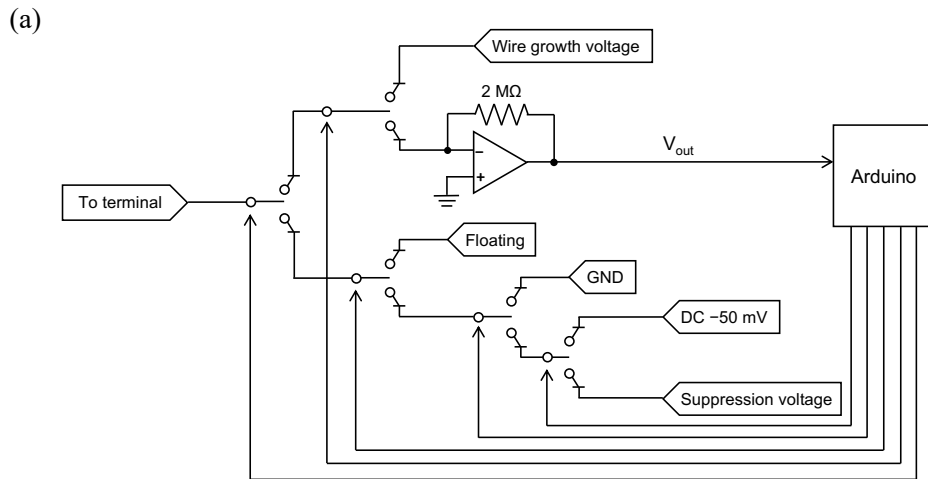 (a)
Wire growth voltage
2 MΩ
−
+
V_out
Arduino
To terminal
Floating
GND
DC −50 mV
Suppression voltage